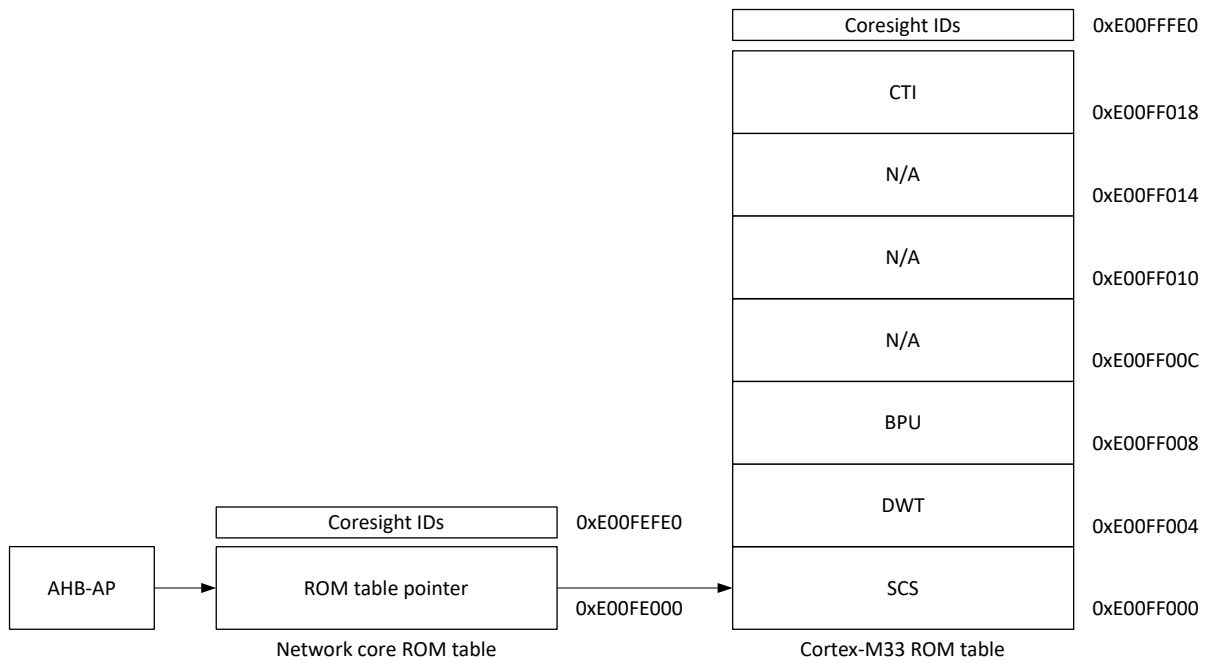 Coresight IDs 0xE00FFFE0
CTI
0xE00FF018
N/A
0xE00FF014
N/A
0xE00FF010
N/A
0xE00FF00C
BPU
0xE00FF008
DWT
Coresight IDs 0xE00FEFE0 0xE00FF004
AHB-AP ROM table pointer SCS
0xE00FE000 0xE00FF000
Network core ROM table Cortex-M33 ROM table